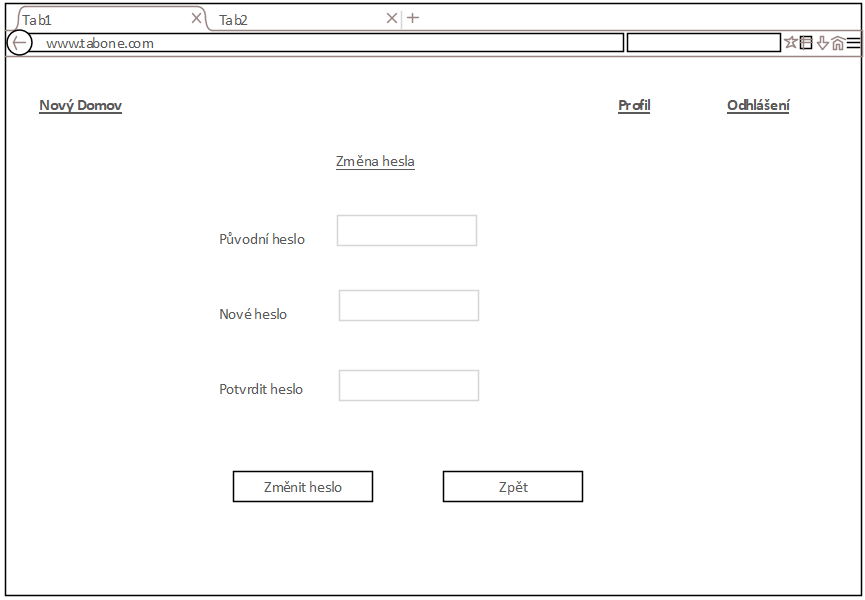 Tab1
Tab2
www.tabone.com
Nový Domov
Profil
Odhlášení
Změna hesla
Původní heslo
Nové heslo
Potvrdit heslo
Změnit heslo
Zpět